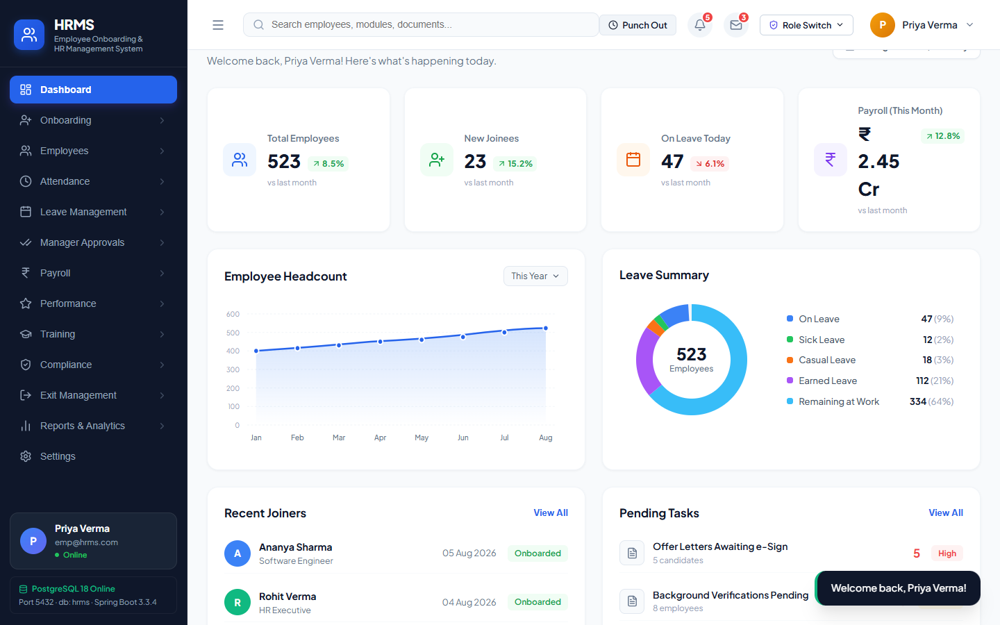 HRMS
Employee Onboarding &
HR Management System
Dashboard
Onboarding
Employees
Attendance
Leave Management
Manager Approvals
Payroll
Performance
Training
Compliance
Exit Management
Reports & Analytics
Settings
P
Priya Verma
emp@hrms.com
Online
PostgreSQL 18 Online
Port 5432 · db: hrms · Spring Boot 3.3.4
Search employees, modules, documents...
Punch Out
5
3
Role Switch
P
Priya Verma
Welcome back, Priya Verma! Here's what's happening today.
Total Employees
523
8.5%
vs last month
New Joinees
23
15.2%
vs last month
On Leave Today
47
6.1%
vs last month
Payroll (This Month)
₹
2.45
Cr
12.8%
vs last month
Employee Headcount
This Year
600
500
400
300
200
100
0
Jan Feb Mar Apr May Jun Jul Aug
Leave Summary
523
Employees
On Leave 47 (9%)
Sick Leave 12 (2%)
Casual Leave 18 (3%)
Earned Leave 112 (21%)
Remaining at Work 334 (64%)
Recent Joiners
View All
A
Ananya Sharma
Software Engineer
05 Aug 2026
Onboarded
R
Rohit Verma
HR Executive
04 Aug 2026
Onboarded
Pending Tasks
View All
Offer Letters Awaiting e-Sign
5 candidates
5
High
Background Verifications Pending
8 employees
Welcome back, Priya Verma!